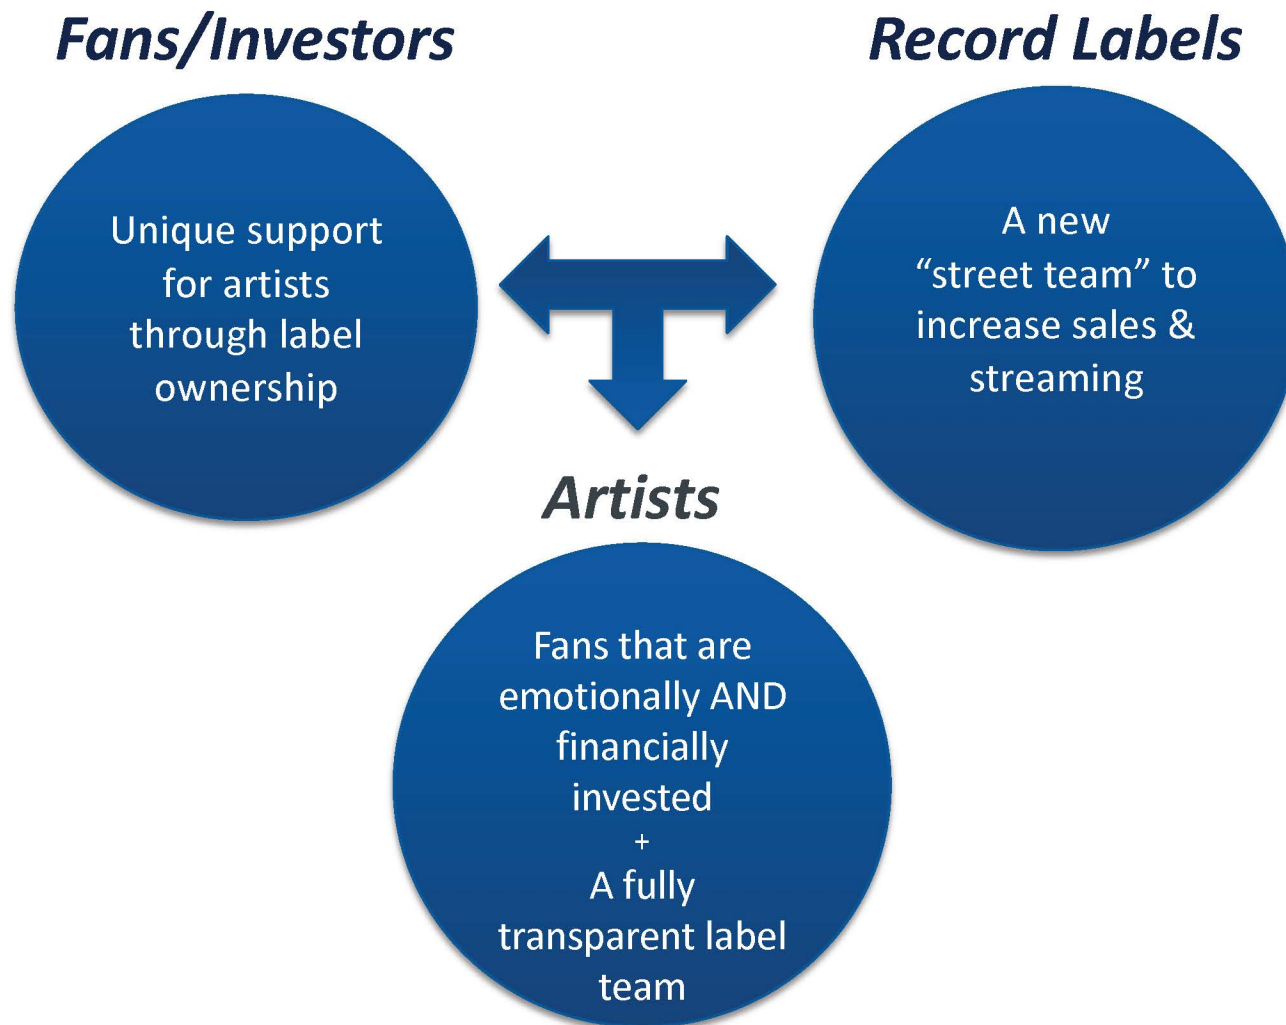 Fans/Investors
Unique support
for artists
through label
ownership
Record Labels
A new
“street team” to
increase sales &
streaming
Artists
Fans that are
emotionally AND
financially
invested
+
A fully
transparent label
team